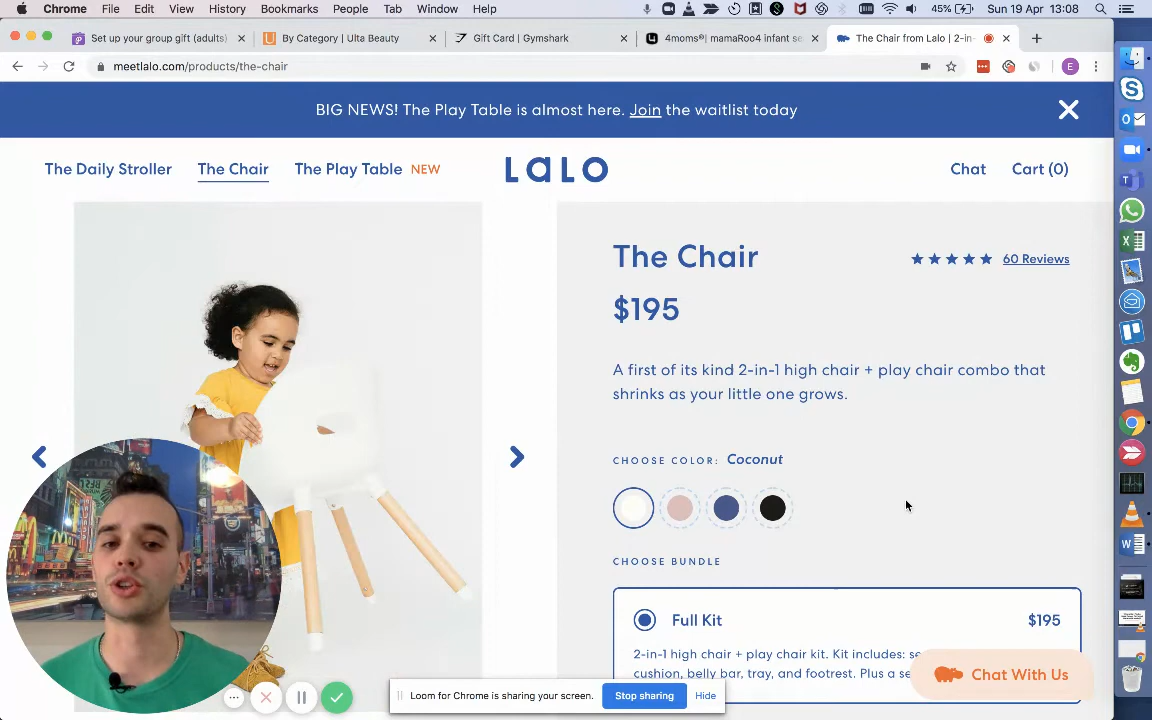 Chrome File Edit View History Bookmarks People Tab Window Help 45% Sun 19 Apr 13:08
Set up your group gift (adults) By Category | Ulta Beauty Gift Card | Gymshark 4moms®| mamaRoo4 infant se The Chair from Lalo | 2-in-
meetlalo.com/products/the-chair
BIG NEWS! The Play Table is almost here. Join the waitlist today
The Daily Stroller The Chair The Play Table NEW LaLO Chat Cart (0)
The Chair
60 Reviews
$195
A first of its kind 2-in-1 high chair + play chair combo that
shrinks as your little one grows.
CHOOSE COLOR: Coconut
CHOOSE BUNDLE
Full Kit $195
2-in-1 high chair + play chair kit. Kit includes: se
cushion, belly bar, tray, and footrest. Plus a se
Chat With Us
Loom for Chrome is sharing your screen. Stop sharing Hide